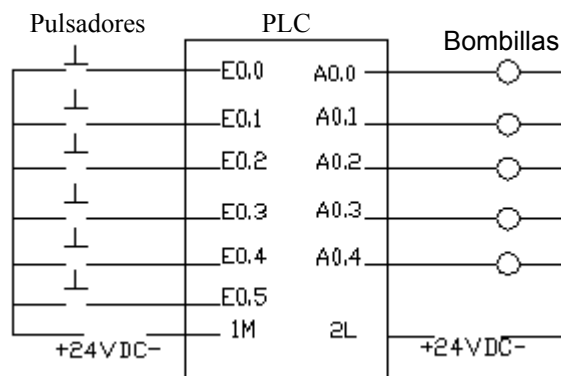 Pulsadores PLC Bombillas
E0.0 A0.0
E0.1 A0.1
E0.2 A0.2
E0.3 A0.3
E0.4 A0.4
E0.5
1M 2L
+24VDC- +24VDC-